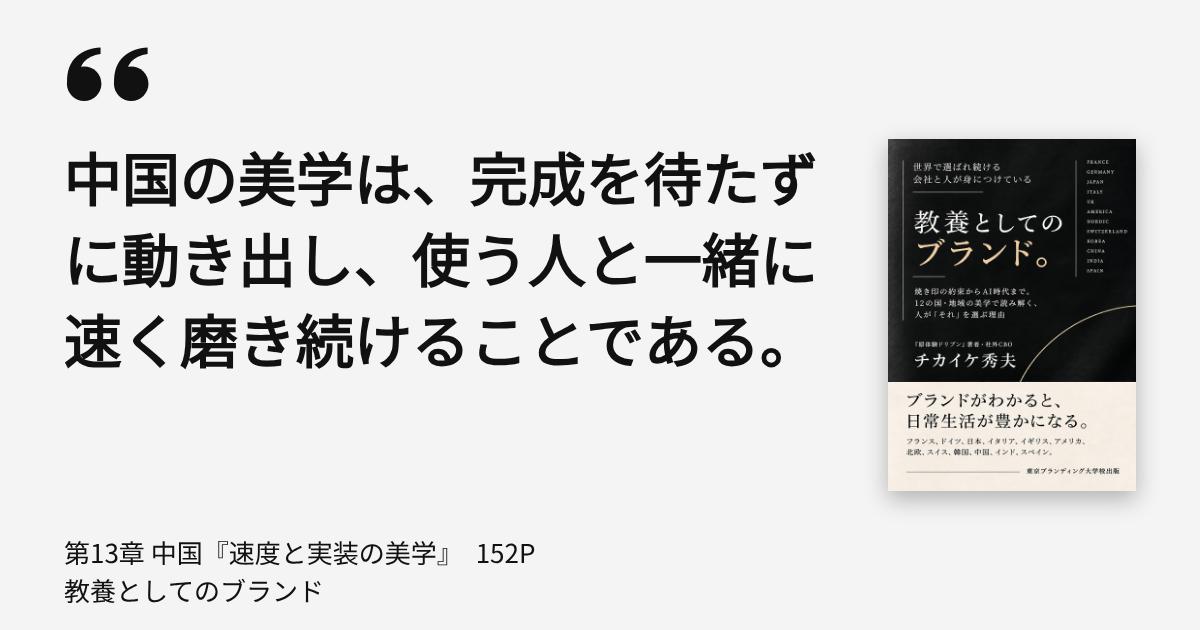 “
中国の美学は、完成を待たず
に動き出し、使う人と一緒に
速く磨き続けることである。
第13章 中国『速度と実装の美学』 152P
教養としてのブランド
世界で選ばれ続ける
会社と人が身につけている
教養としての
ブランド。
焼き印の約束からAI時代まで。
12の国・地域の美学で読み解く、
人が「それ」を選ぶ理由
『原体験ドリブン』著者・社外CBO
チカイケ秀夫
FRANCE
GERMANY
JAPAN
ITALY
UK
AMERICA
NORDIC
SWITZERLAND
KOREA
CHINA
INDIA
SPAIN
ブランドがわかると、
日常生活が豊かになる。
フランス、ドイツ、日本、イタリア、イギリス、アメリカ、
北欧、スイス、韓国、中国、インド、スペイン。
東京ブランディング大学校出版